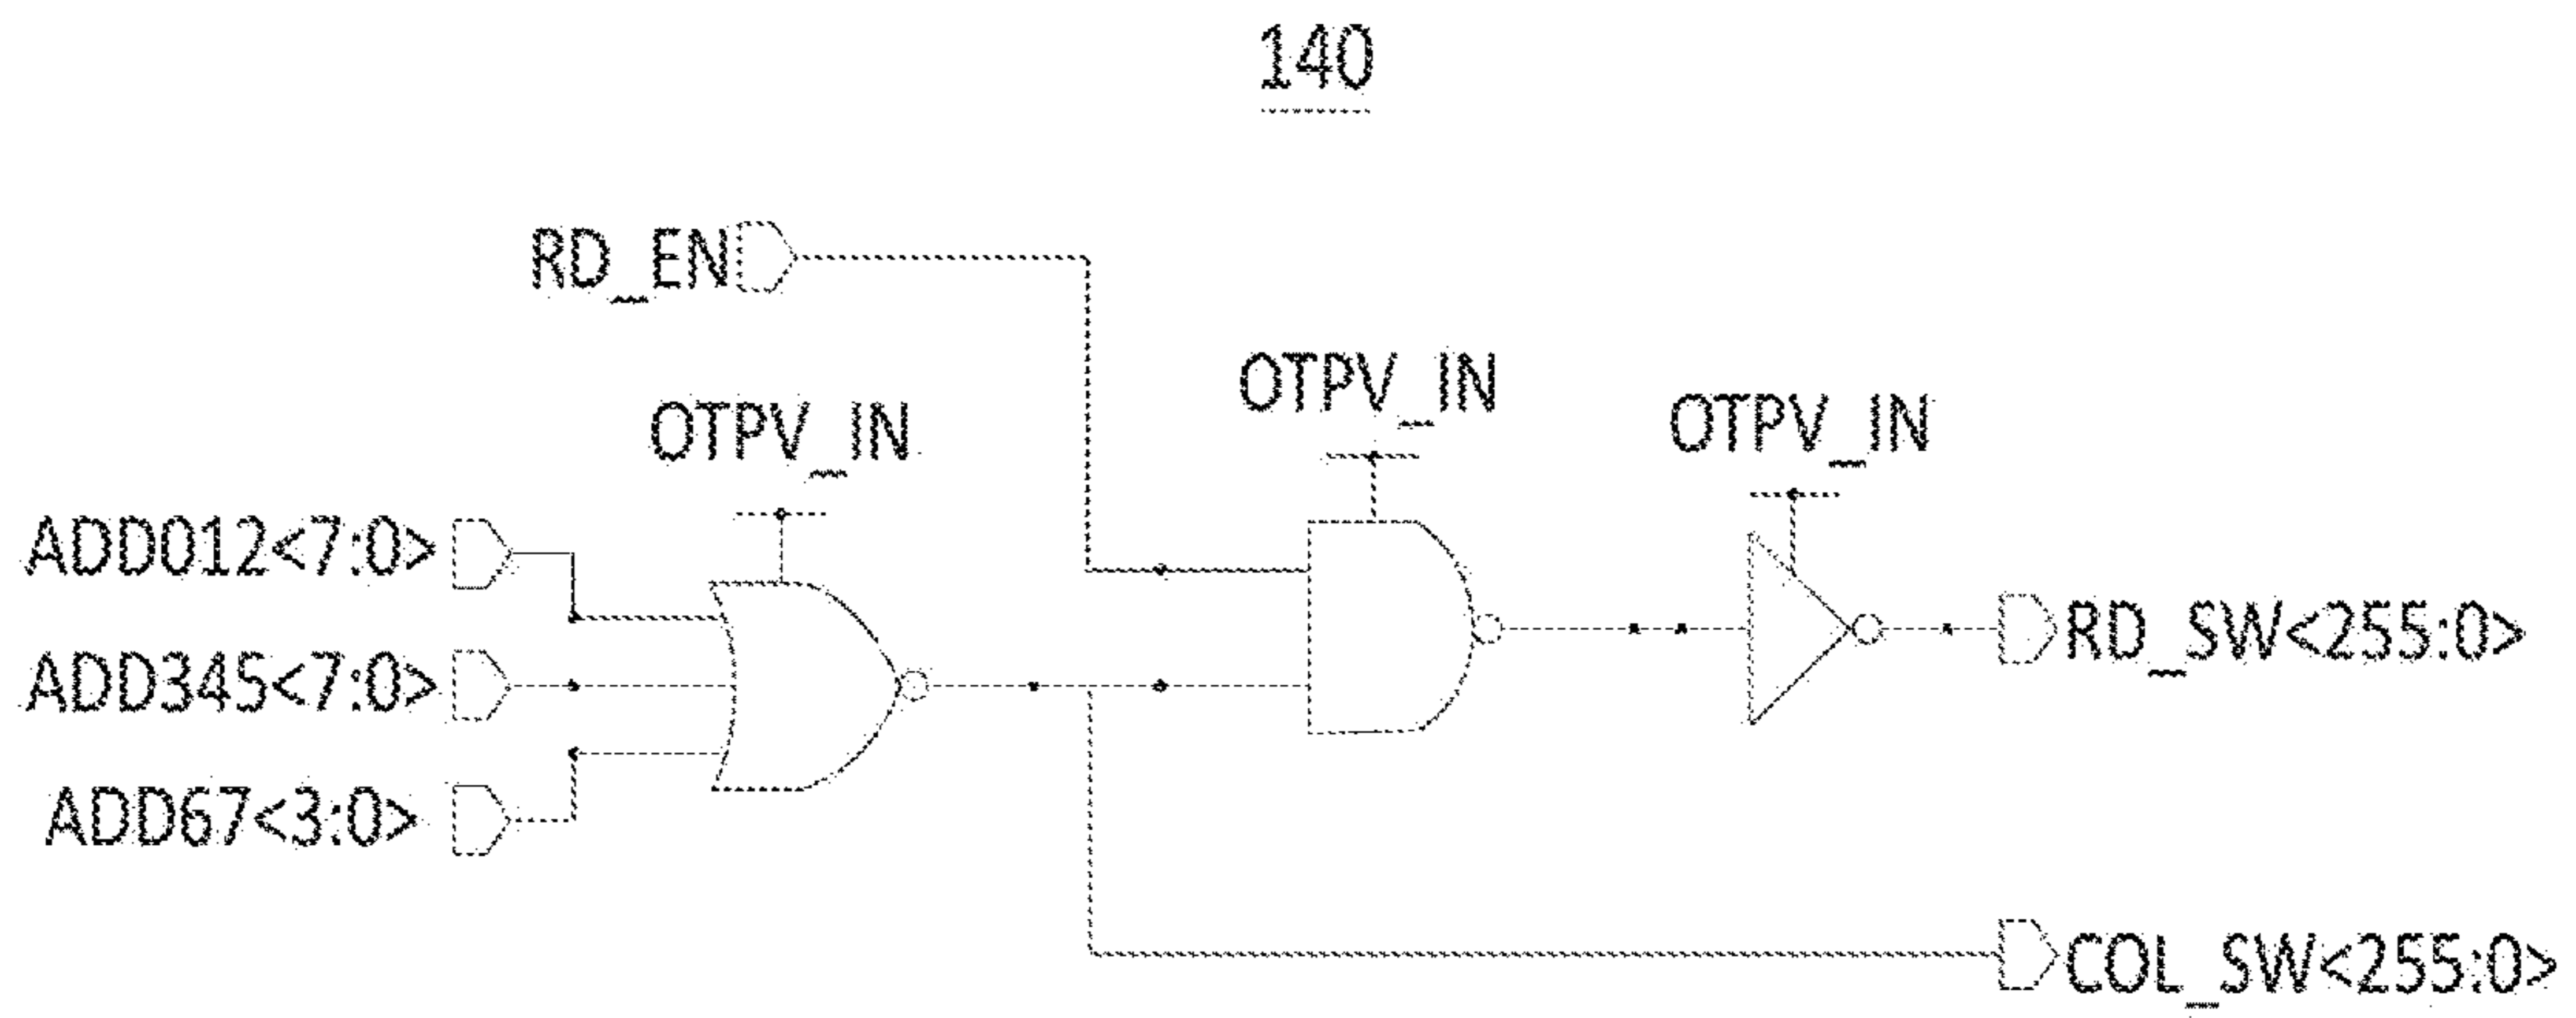 140
RD_EN
OTPV_IN
OTPV_IN
OTPV_IN
ADD012<7:0>
ADD345<7:0>
RD_SW<255:0>
ADD67<3:0>
COL_SW<255:0>